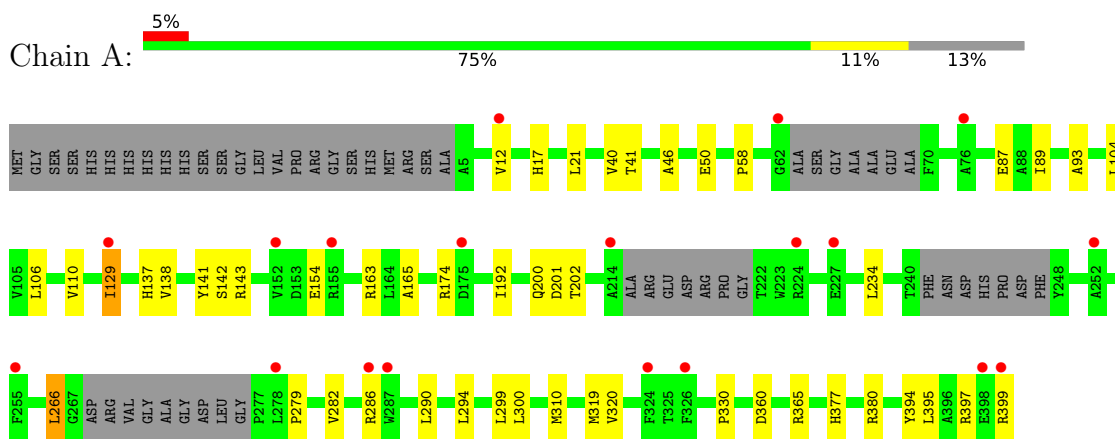 5%
Chain A:
75% 11% 13%
MET GLY SER SER HIS HIS HIS HIS HIS HIS SER SER GLY LEU VAL PRO ARG GLY SER HIS MET ARG SER ALA A5 V12 H17 L21 V40 T41 A46 E50 P58 G62 ALA SER GLY ALA ALA GLU ALA F70 A76 E87 A88 I89 A93 L104
V105 L106 V110 I129 H137 V138 Y141 S142 R143 V152 D153 E154 R155 R163 L164 A165 R174 D175 I192 Q200 D201 T202 A214 ALA ARG GLU ASP ARG PRO GLY T222 W223 R224 E227 L234 T240 PHE ASN ASP HIS PRO ASP PHE Y248 A252
F255 L266 G267 ASP ARG VAL GLY ALA GLY ASP LEU GLY P277 L278 P279 V282 R286 W287 L290 L294 L299 L300 M310 M319 V320 F324 T325 F326 P330 D360 R365 H377 R380 Y394 L395 A396 R397 E398 R399